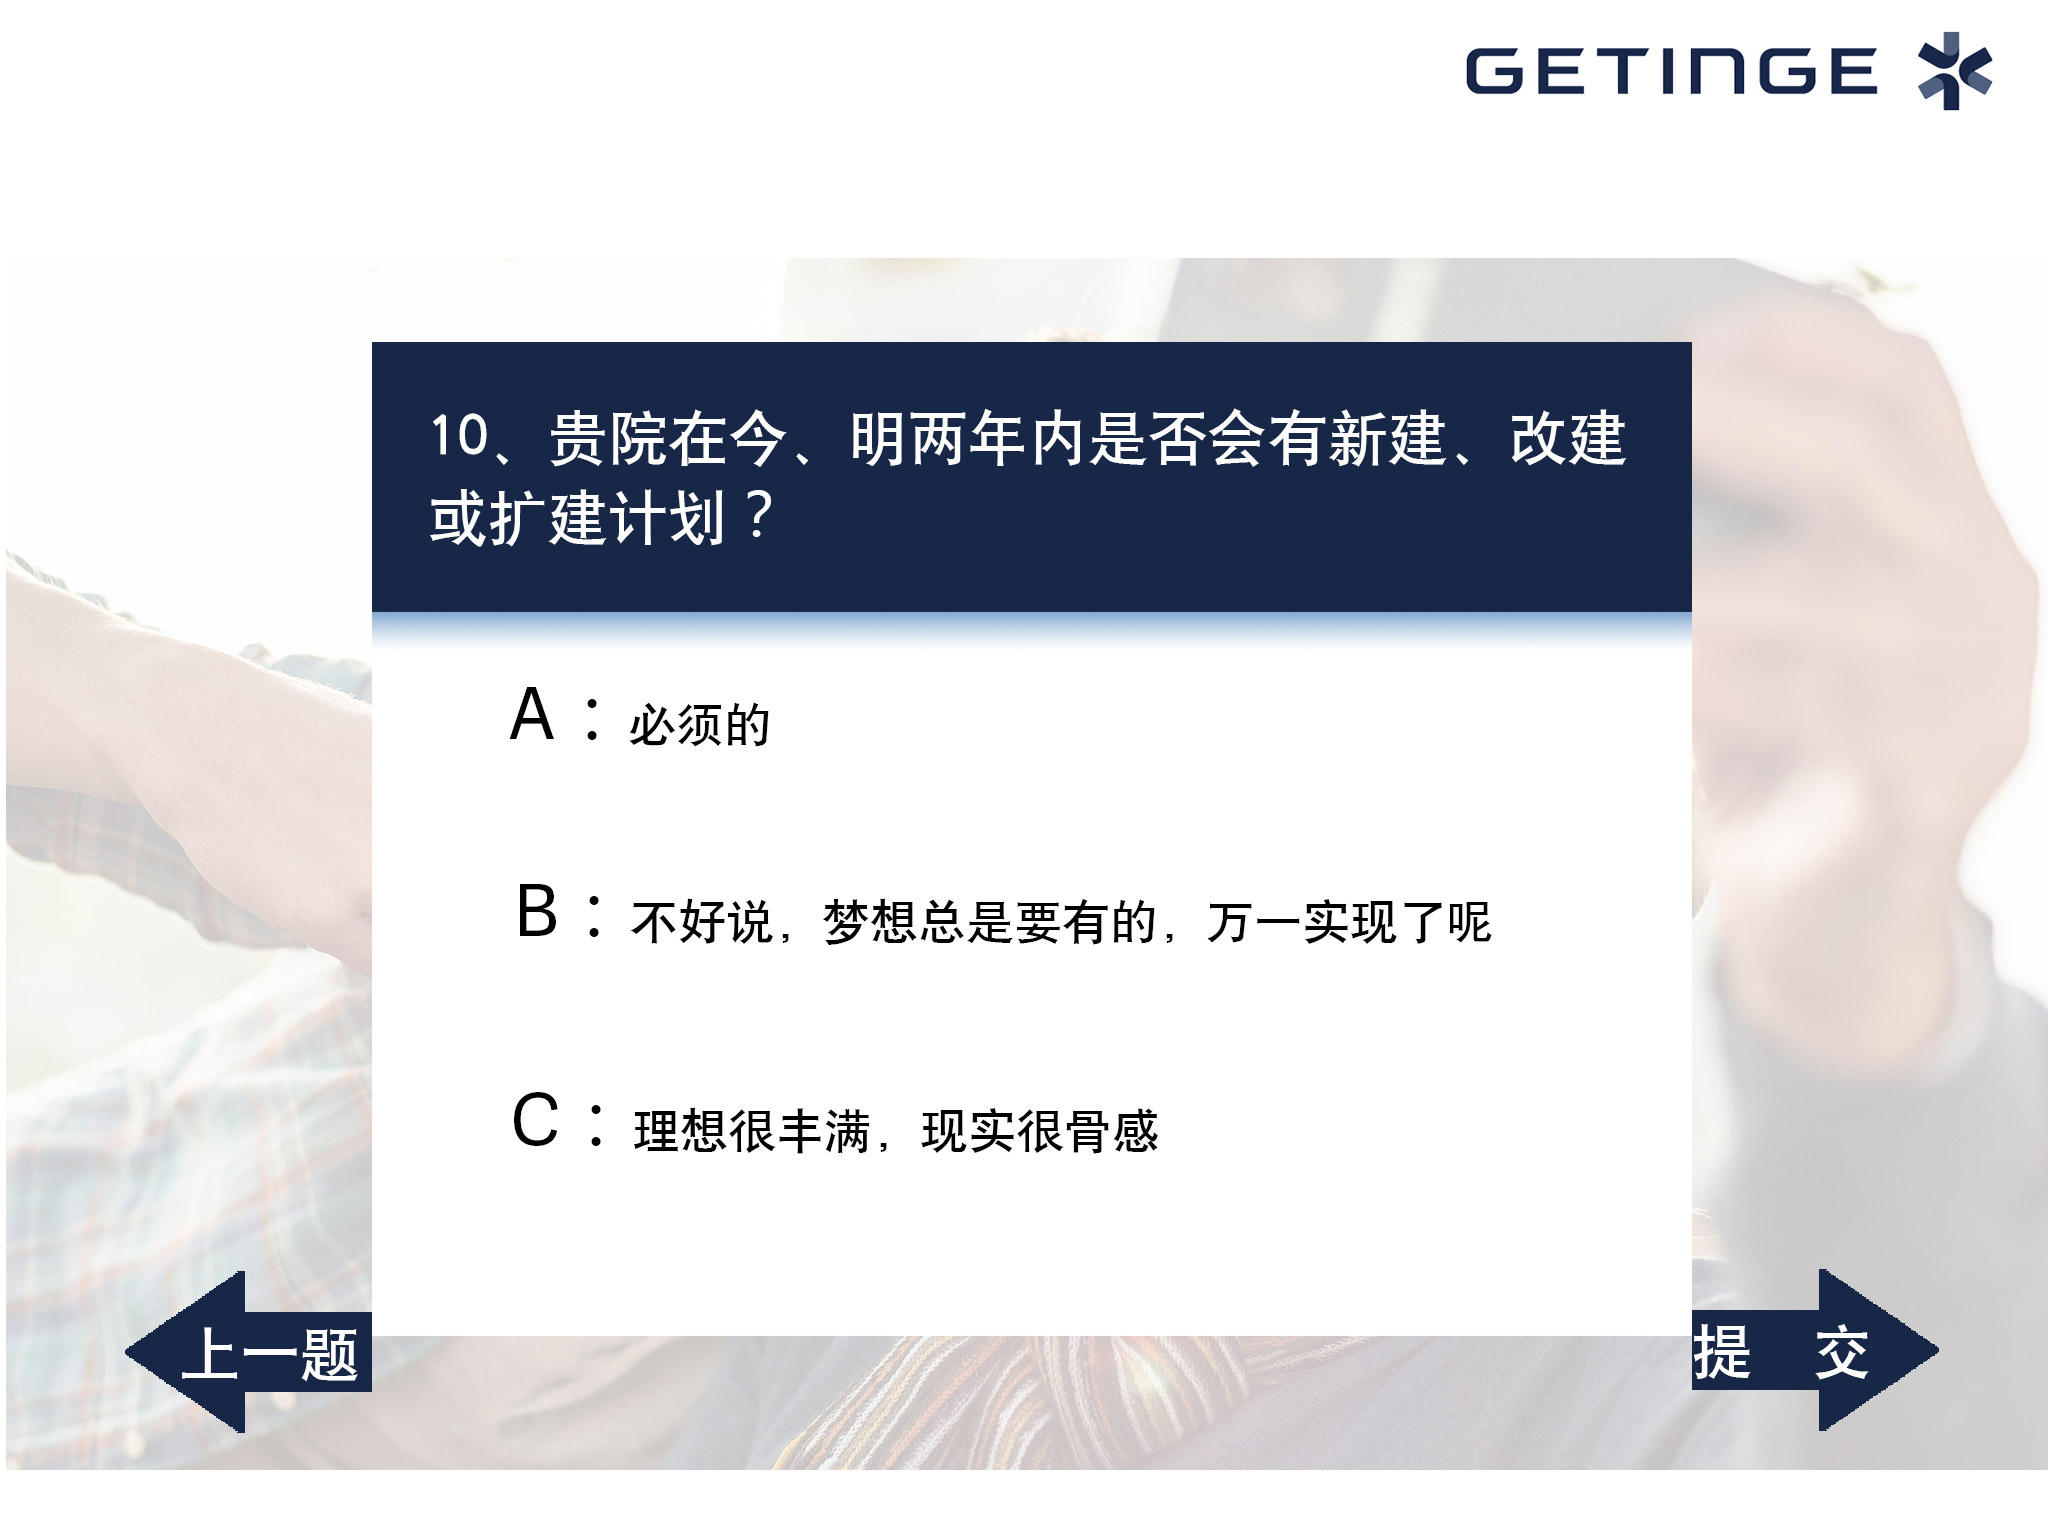 GETINGE
10、贵院在今、明两年内是否会有新建、改建
或扩建计划？
A：必须的
B：不好说，梦想总是要有的，万一实现了呢
C：理想很丰满，现实很骨感
上一题
提 交